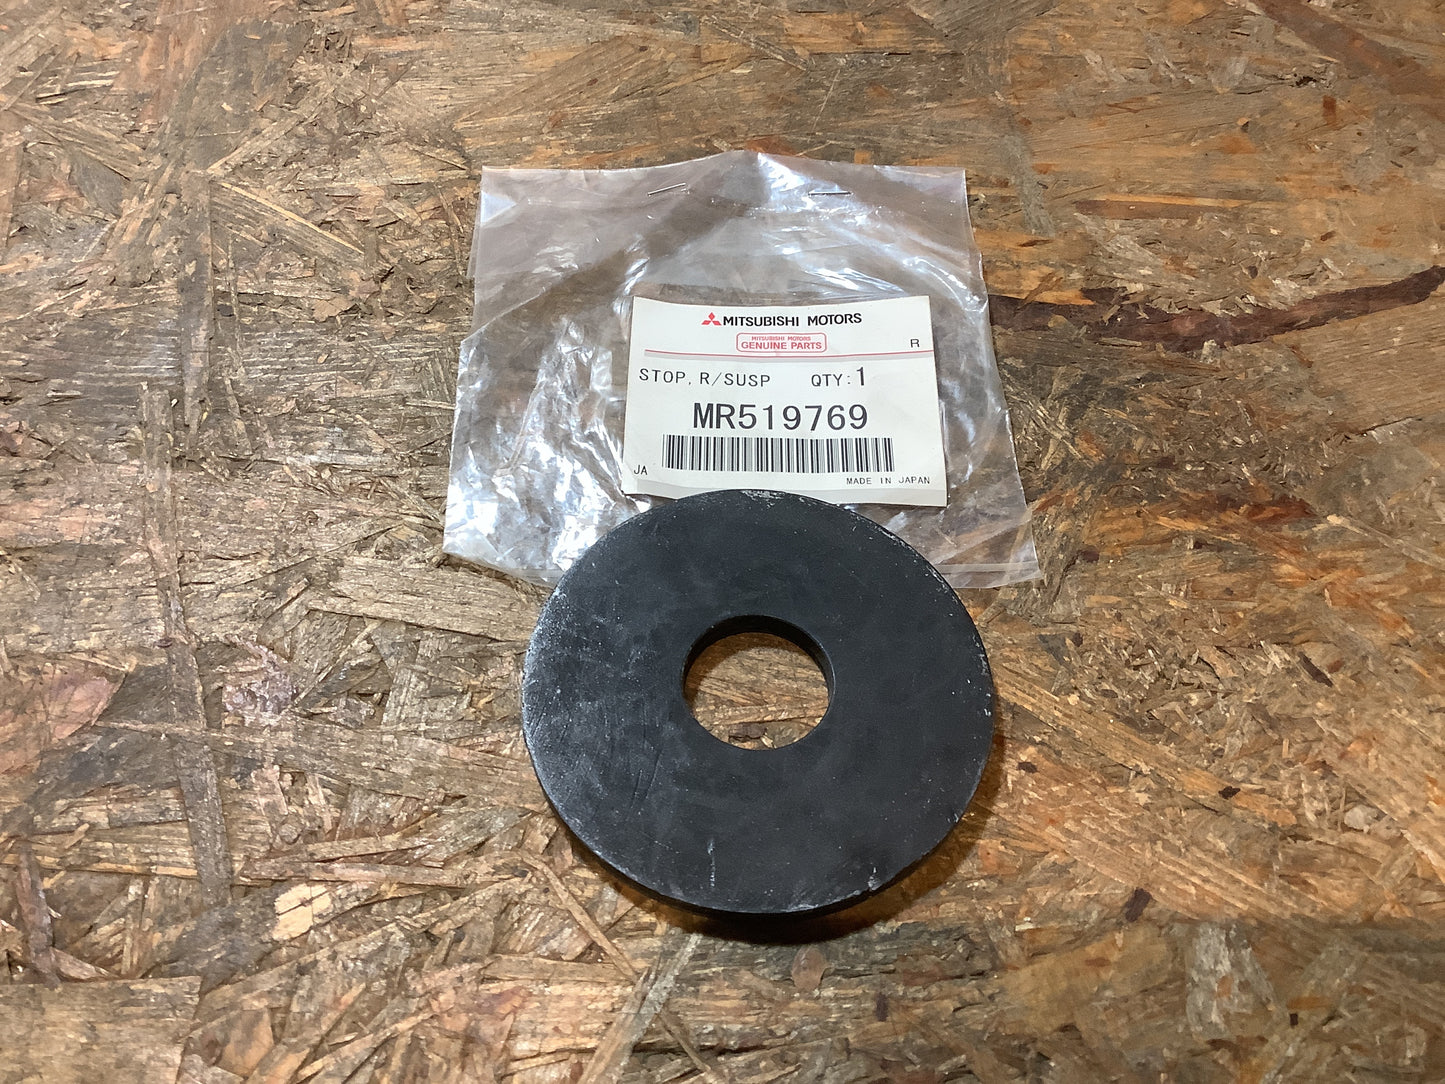 MITSUBISHI MOTORS
MITSUBISHI MOTORS
GENUINE PARTS
R
STOP, R/SUSP QTY:1
MR519769
JA
MADE IN JAPAN